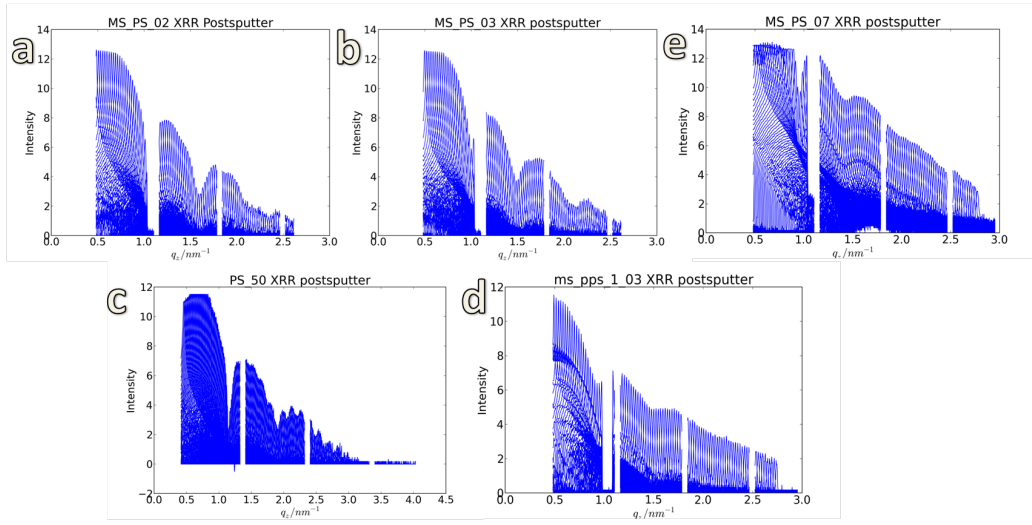 a
MS_PS_02 XRR Postsputter
14
12
10
8
6
4
2
0
Intensity
0.0 0.5 1.0 1.5 2.0 2.5 3.0
q_z/nm^{-1}
b
MS_PS_03 XRR postsputter
14
12
10
8
6
4
2
0
Intensity
0.0 0.5 1.0 1.5 2.0 2.5 3.0
q_z/nm^{-1}
e
MS_PS_07 XRR postsputter
14
12
10
8
6
4
2
0
Intensity
0.0 0.5 1.0 1.5 2.0 2.5 3.0
q_z/nm^{-1}
c
PS_50 XRR postsputter
12
10
8
6
4
2
0
−2
Intensity
0.0 0.5 1.0 1.5 2.0 2.5 3.0 3.5 4.0 4.5
q_z/nm^{-1}
d
ms_pps_1_03 XRR postsputter
12
10
8
6
4
2
0
Intensity
0.0 0.5 1.0 1.5 2.0 2.5 3.0
q_z/nm^{-1}